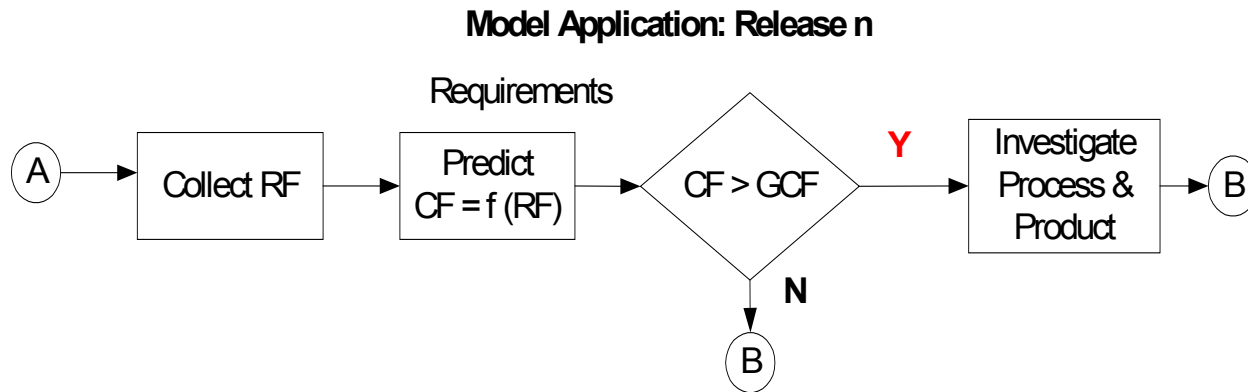 Model Application: Release n
Requirements
A
Collect RF
Predict
CF = f (RF)
CF > GCF
Y
Investigate
Process &
Product
B
N
B